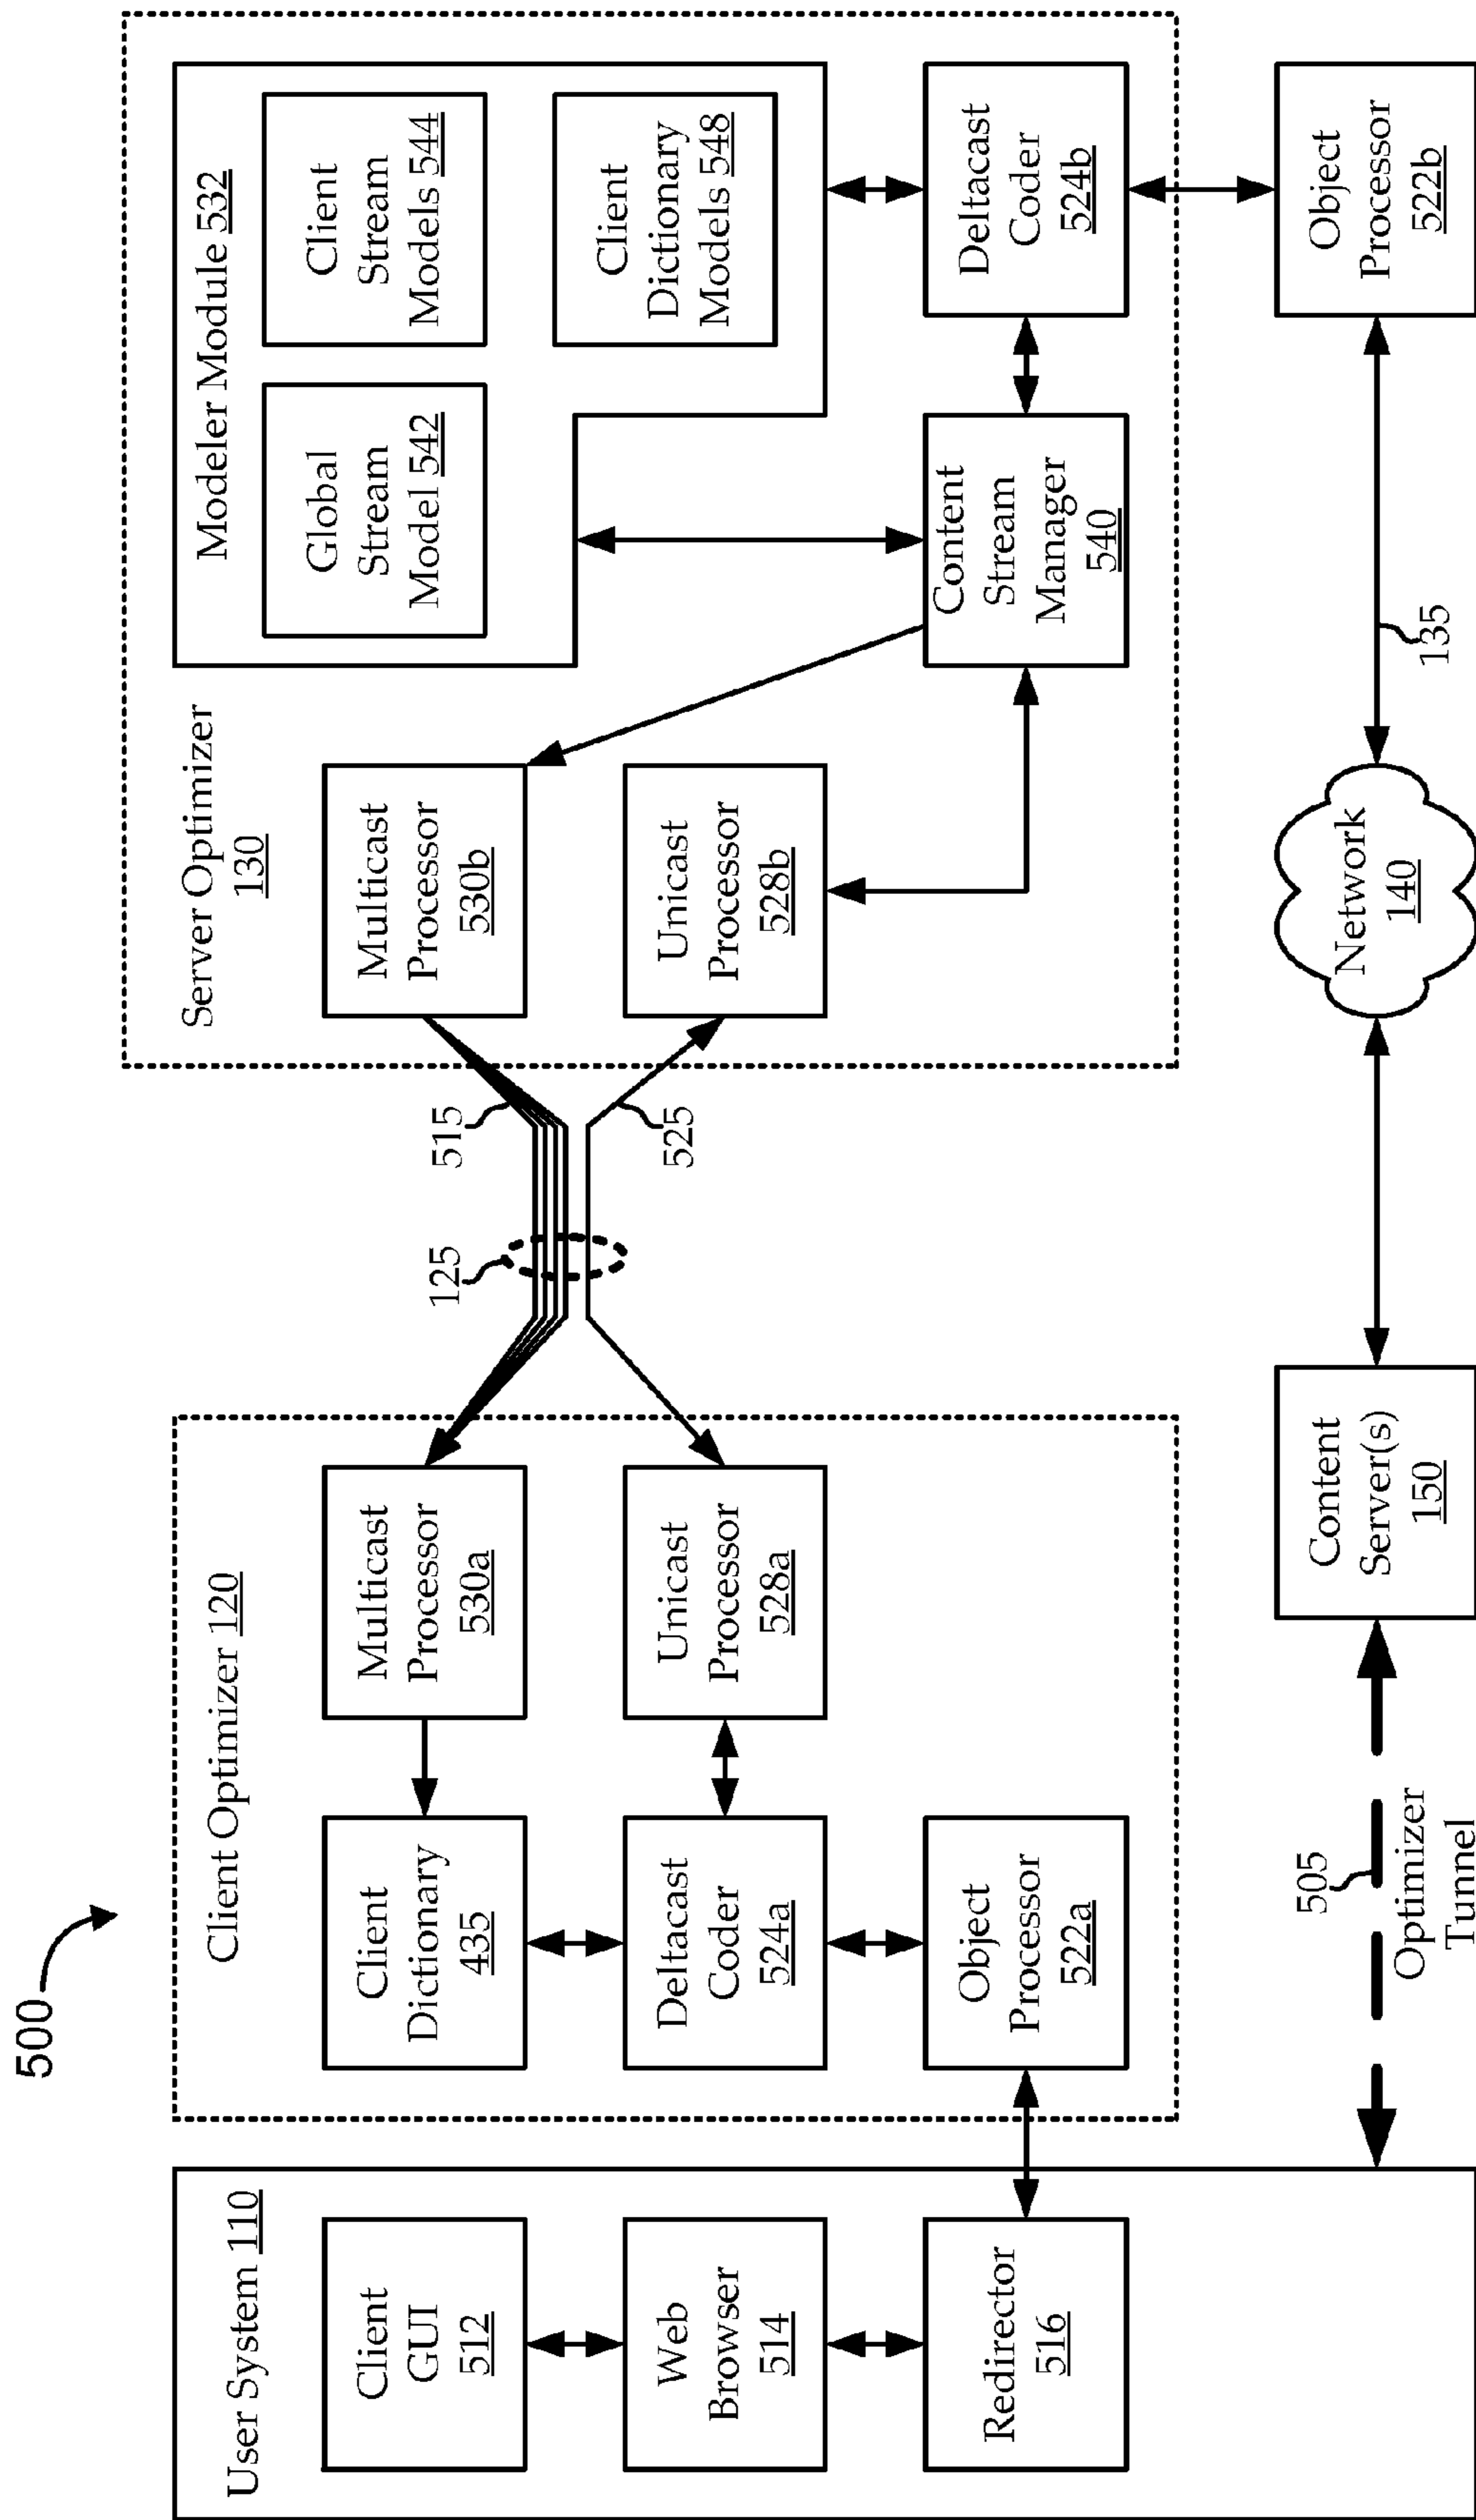 500
User System 110
Client
GUI
512
Web
Browser
514
Redirector
516
Client Optimizer 120
Client
Dictionary
435
Deltacast
Coder
524a
Object
Processor
522a
Multicast
Processor
530a
Unicast
Processor
528a
125
515
525
Server Optimizer
130
Multicast
Processor
530b
Unicast
Processor
528b
Modeler Module 532
Global
Stream
Model 542
Client
Stream
Models 544
Client
Dictionary
Models 548
Content
Stream
Manager
540
Deltacast
Coder
524b
Object
Processor
522b
135
Network
140
Content
Server(s)
150
505
Optimizer
Tunnel